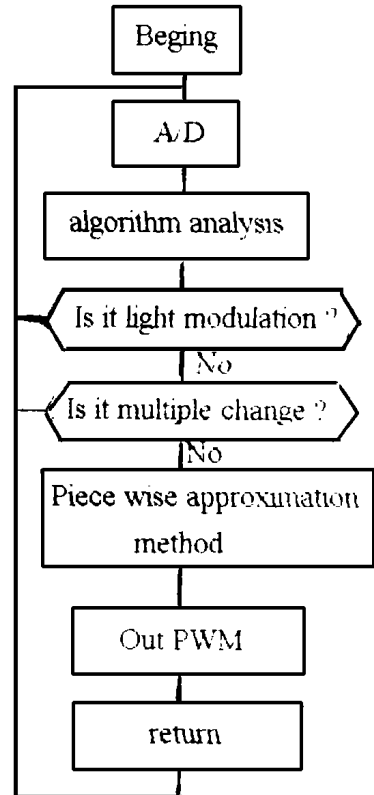 Beging
A/D
algorithm analysis
Is it light modulation ?
No
Is it multiple change ?
No
Piece wise approximation
method
Out PWM
return